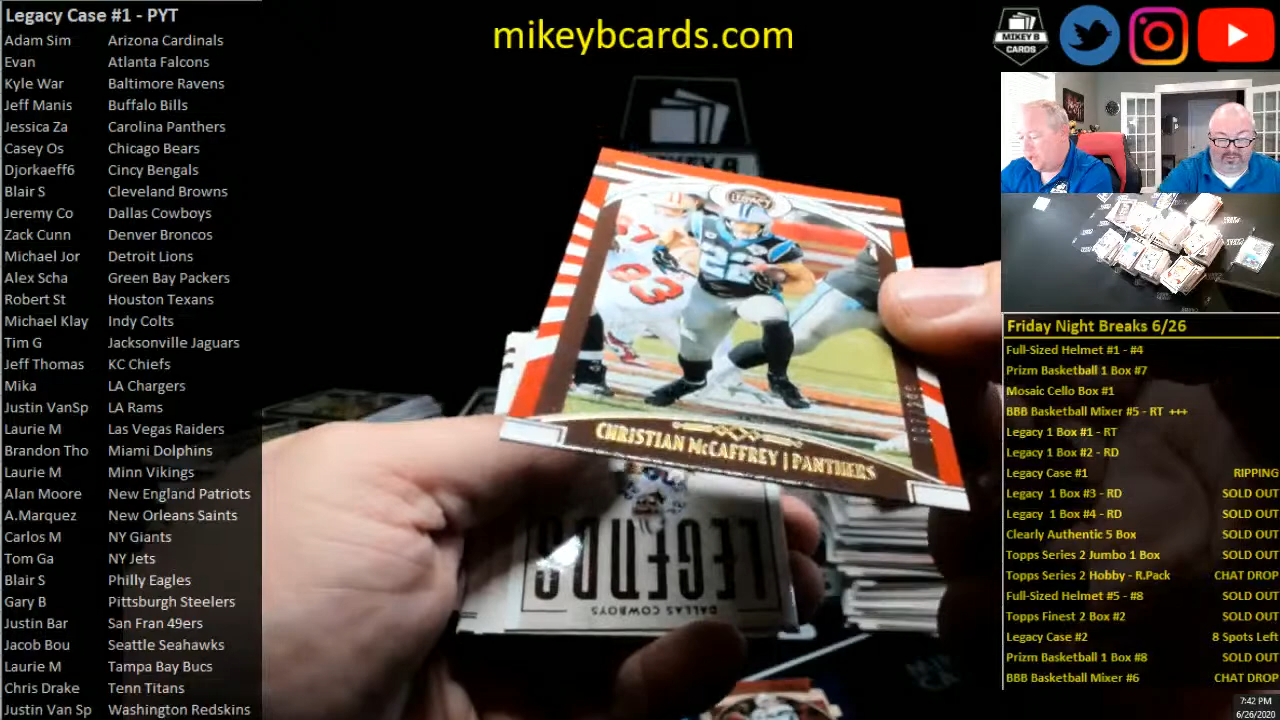 Legacy Case #1 - PYT
Adam Sim Arizona Cardinals
Evan Atlanta Falcons
Kyle War Baltimore Ravens
Jeff Manis Buffalo Bills
Jessica Za Carolina Panthers
Casey Os Chicago Bears
Djorkaeff6 Cincy Bengals
Blair S Cleveland Browns
Jeremy Co Dallas Cowboys
Zack Cunn Denver Broncos
Michael Jor Detroit Lions
Alex Scha Green Bay Packers
Robert St Houston Texans
Michael Klay Indy Colts
Tim G Jacksonville Jaguars
Jeff Thomas KC Chiefs
Mika LA Chargers
Justin VanSp LA Rams
Laurie M Las Vegas Raiders
Brandon Tho Miami Dolphins
Laurie M Minn Vikings
Alan Moore New England Patriots
A.Marquez New Orleans Saints
Carlos M NY Giants
Tom Ga NY Jets
Blair S Philly Eagles
Gary B Pittsburgh Steelers
Justin Bar San Fran 49ers
Jacob Bou Seattle Seahawks
Laurie M Tampa Bay Bucs
Chris Drake Tenn Titans
Justin Van Sp Washington Redskins
mikeybcards.com
MIKEY B
CARDS
MIKEY B
LEGACY
22
93
CHRISTIAN McCAFFREY | PANTHERS
LEGENDS
DALLAS COWBOYS
Friday Night Breaks 6/26
Full-Sized Helmet #1 - #4
Prizm Basketball 1 Box #7
Mosaic Cello Box #1
BBB Basketball Mixer #5 - RT +++
Legacy 1 Box #1 - RT
Legacy 1 Box #2 - RD
Legacy Case #1 RIPPING
Legacy 1 Box #3 - RD SOLD OUT
Legacy 1 Box #4 - RD SOLD OUT
Clearly Authentic 5 Box SOLD OUT
Topps Series 2 Jumbo 1 Box SOLD OUT
Topps Series 2 Hobby - R.Pack CHAT DROP
Full-Sized Helmet #5 - #8 SOLD OUT
Topps Finest 2 Box #2 SOLD OUT
Legacy Case #2 8 Spots Left
Prizm Basketball 1 Box #8 SOLD OUT
BBB Basketball Mixer #6 CHAT DROP
7:42 PM
6/26/2020